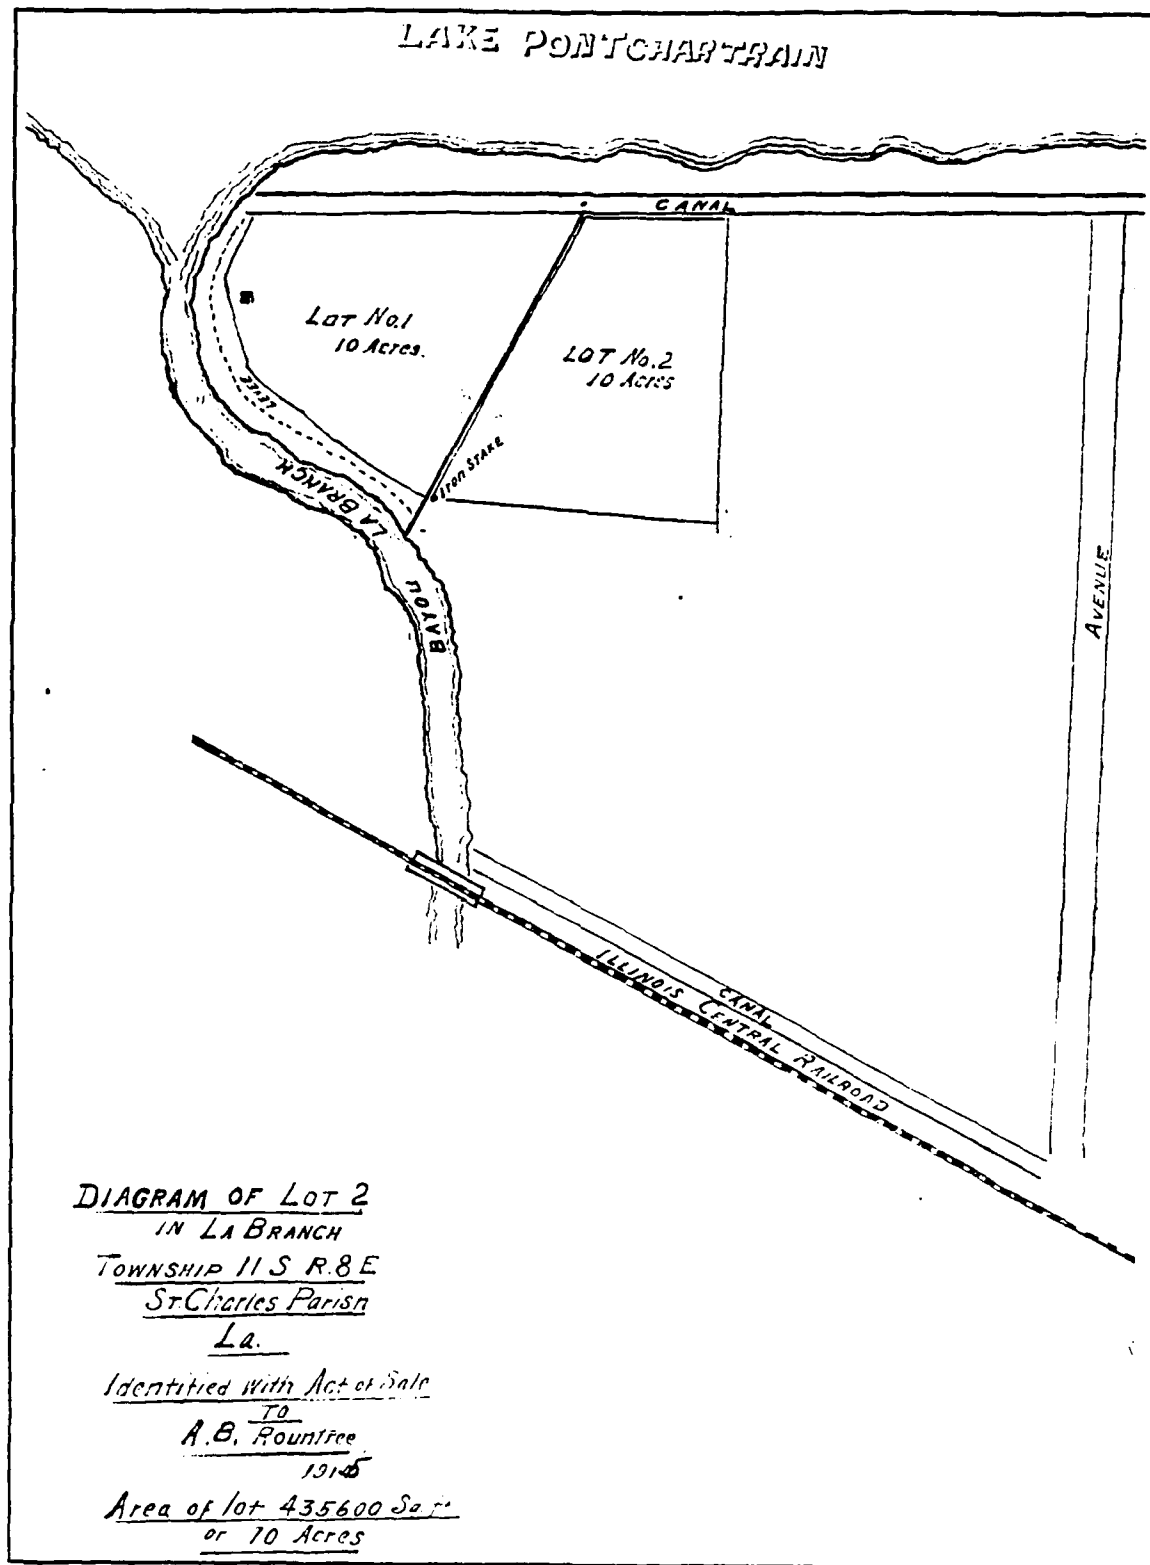 LAKE PONTCHARTRAIN
CANAL
LOT No.1
10 Acres.
LOT No.2
10 Acres
LEVEE
Iron STAKE
BAYOU LA BRANCH
AVENUE
CANAL
ILLINOIS CENTRAL RAILROAD
DIAGRAM OF LOT 2
IN LA BRANCH
TOWNSHIP 11 S R. 8 E
ST. Charles Parish
La.
Identified With Act of Sale
TO
A.B. Rountree
Area of lot 435600 Sq. ft.
or 10 Acres